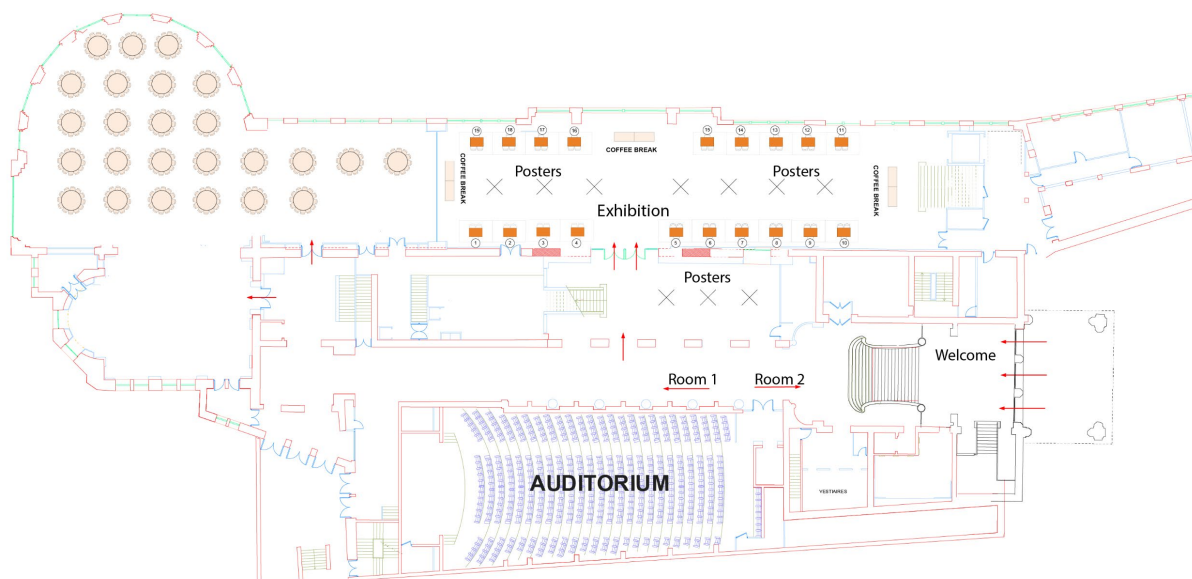 19 18 17 16
15 14 13 12 11
COFFEE BREAK
COFFEE BREAK
Posters
Posters
COFFEE BREAK
Exhibition
1 2 3 4
5 6 7 8 9 10
Posters
Welcome
Room 1
Room 2
AUDITORIUM
VESTIAIRES